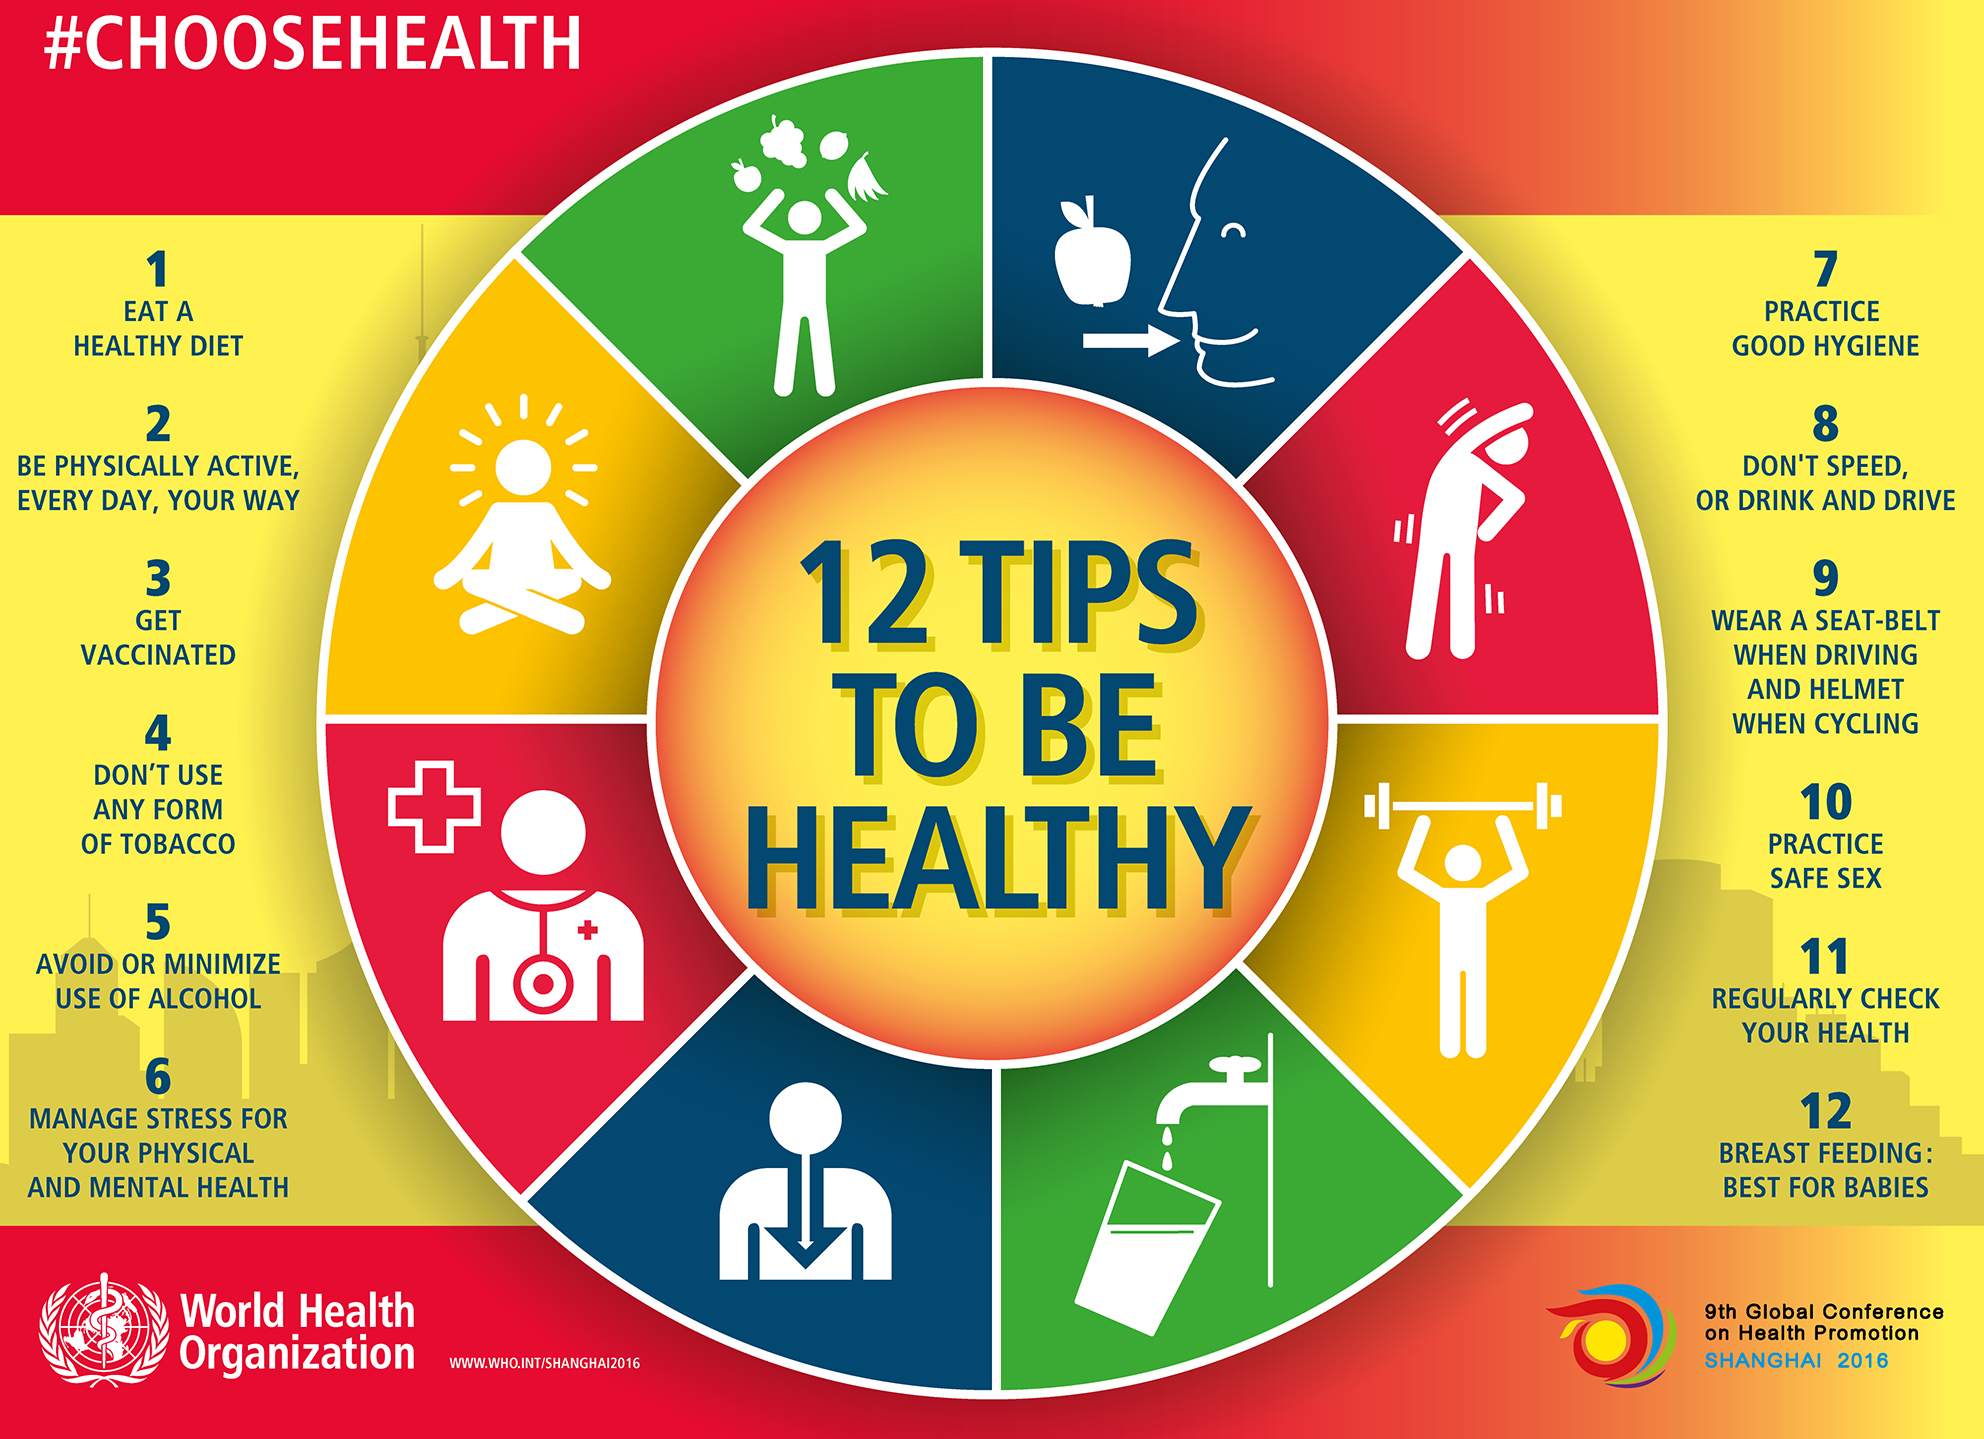 #CHOOSEHEALTH
1
EAT A
HEALTHY DIET
2
BE PHYSICALLY ACTIVE,
EVERY DAY, YOUR WAY
3
GET
VACCINATED
4
DON’T USE
ANY FORM
OF TOBACCO
5
AVOID OR MINIMIZE
USE OF ALCOHOL
6
MANAGE STRESS FOR
YOUR PHYSICAL
AND MENTAL HEALTH
12 TIPS
TO BE
HEALTHY
7
PRACTICE
GOOD HYGIENE
8
DON'T SPEED,
OR DRINK AND DRIVE
9
WEAR A SEAT-BELT
WHEN DRIVING
AND HELMET
WHEN CYCLING
10
PRACTICE
SAFE SEX
11
REGULARLY CHECK
YOUR HEALTH
12
BREAST FEEDING:
BEST FOR BABIES
World Health
Organization
WWW.WHO.INT/SHANGHAI2016
9th Global Conference
on Health Promotion
SHANGHAI 2016